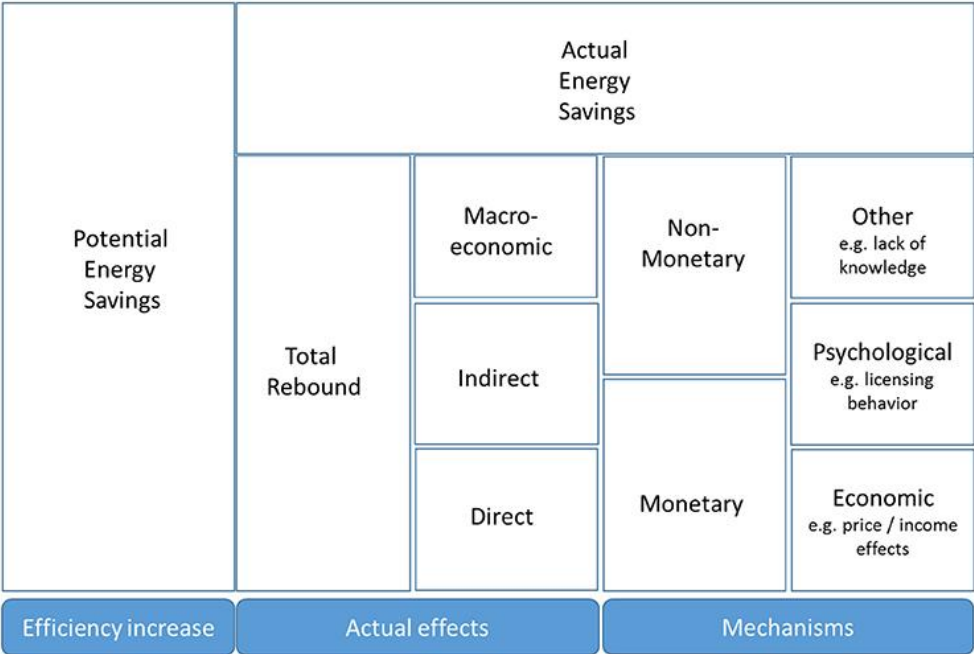 Potential
Energy
Savings
Actual
Energy
Savings
Total
Rebound
Macro-
economic
Indirect
Direct
Non-
Monetary
Monetary
Other
e.g. lack of
knowledge
Psychological
e.g. licensing
behavior
Economic
e.g. price / income
effects
Efficiency increase
Actual effects
Mechanisms